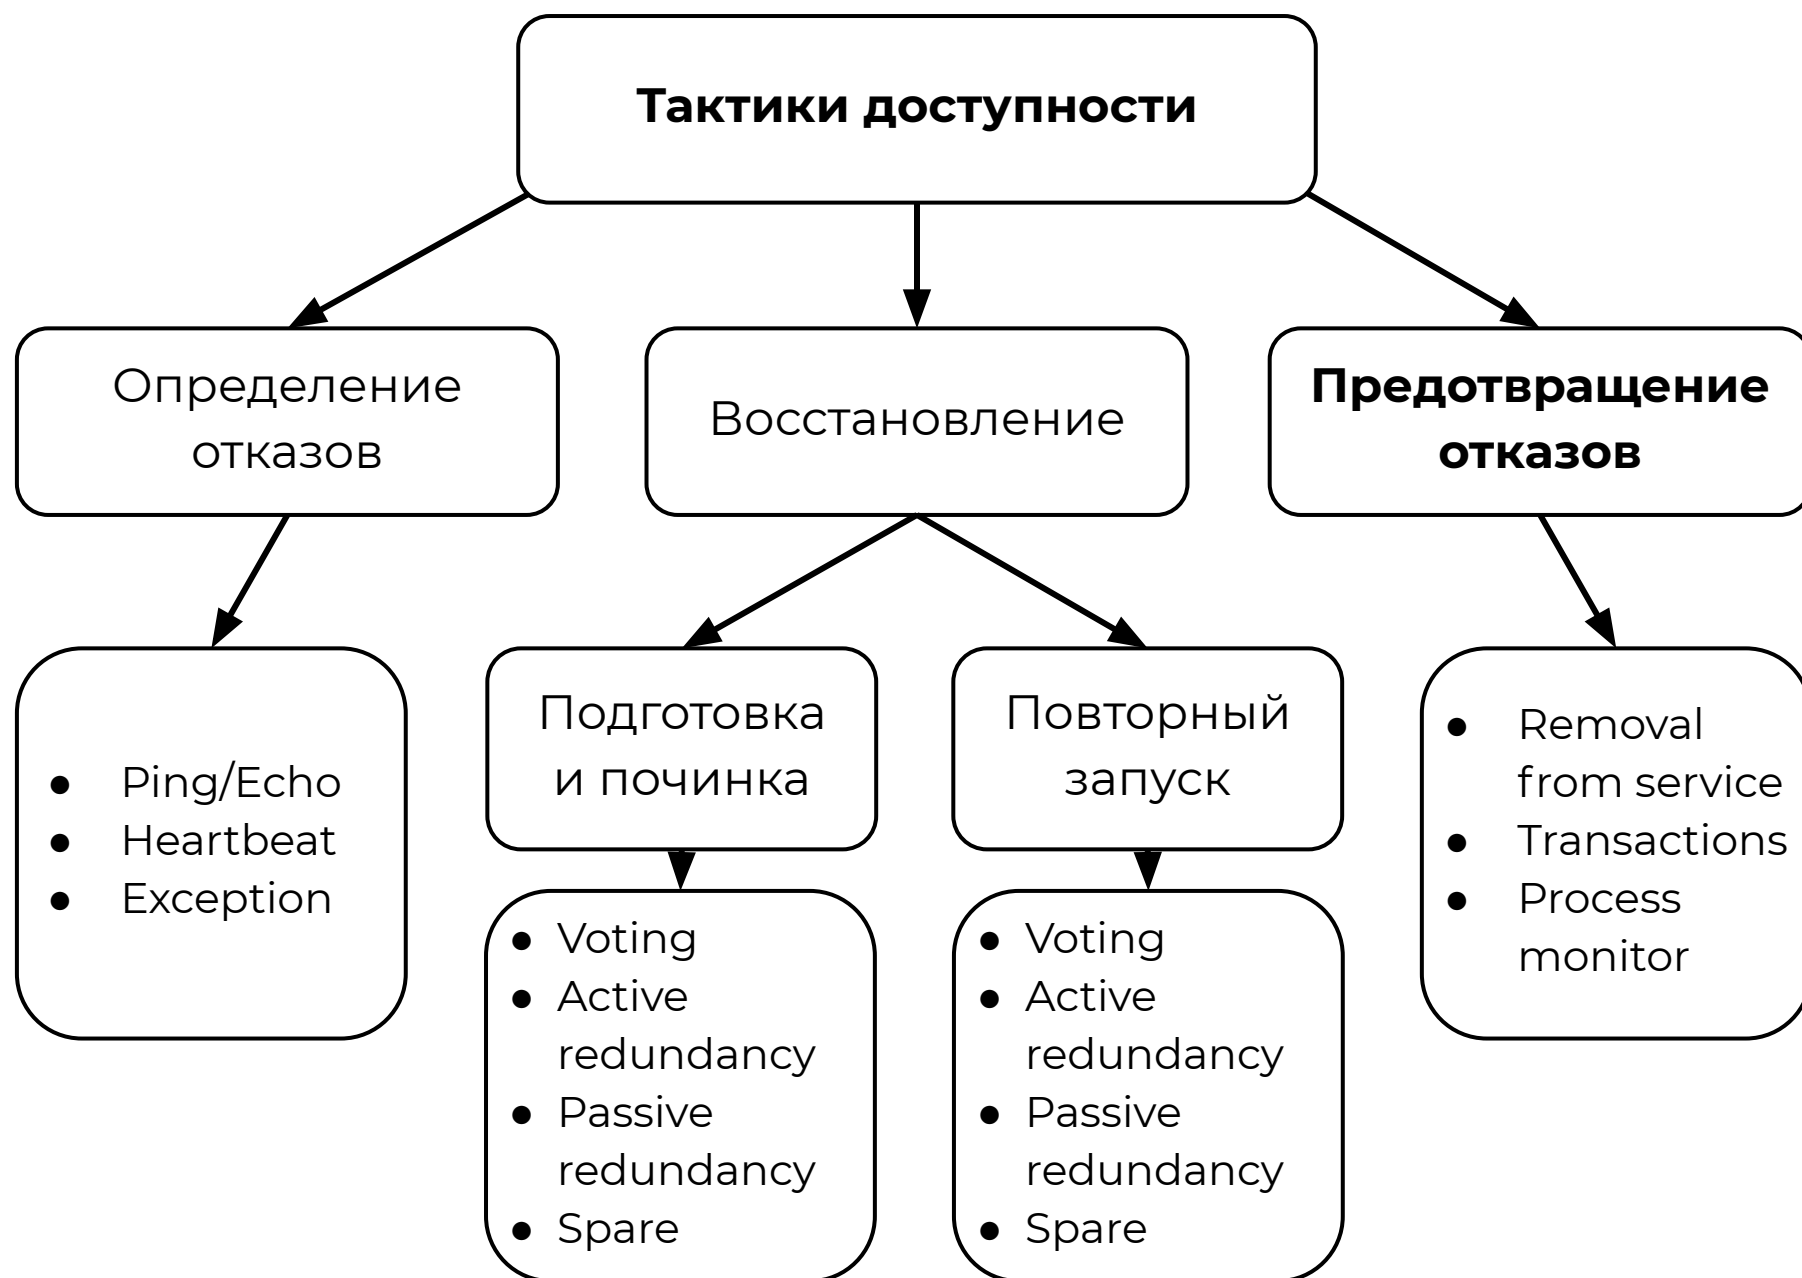 Тактики доступности
Определение
отказов
Восстановление
Предотвращение
отказов
● Ping/Echo
● Heartbeat
● Exception
Подготовка
и починка
● Voting
● Active
redundancy
● Passive
redundancy
● Spare
Повторный
запуск
● Voting
● Active
redundancy
● Passive
redundancy
● Spare
● Removal
from service
● Transactions
● Process
monitor